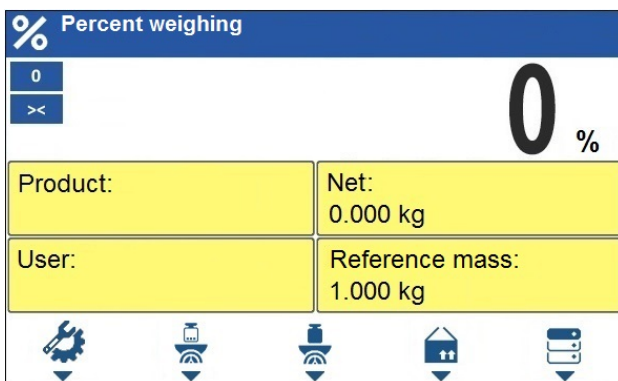 % Percent weighing
0
><
0 %
Product:
Net:
0.000 kg
User:
Reference mass:
1.000 kg